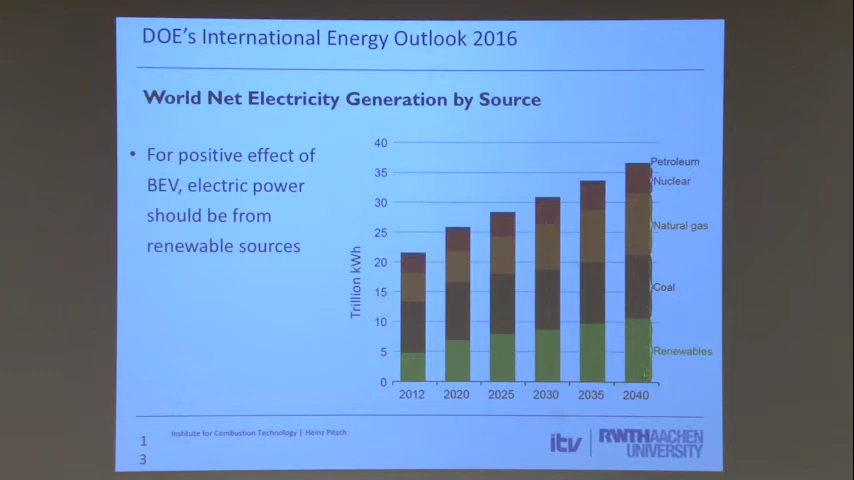 DOE's International Energy Outlook 2016
World Net Electricity Generation by Source
• For positive effect of
BEV, electric power
should be from
renewable sources
Trillion kWh
40
35
30
25
20
15
10
5
0
2012 2020 2025 2030 2035 2040
Petroleum
Nuclear
Natural gas
Coal
Renewables
Institute for Combustion Technology | Heinz Pitsch
1
3
itv
RWTHAACHEN
UNIVERSITY